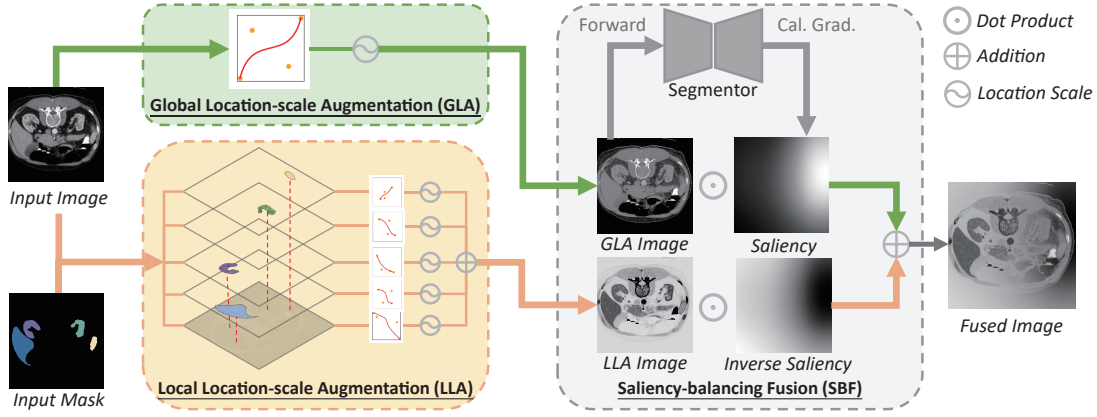 Forward
Cal. Grad.
Segmentor
Dot Product
Addition
Location Scale
Global Location-scale Augmentation (GLA)
Input Image
GLA Image
Saliency
LLA Image
Inverse Saliency
Fused Image
Input Mask
Local Location-scale Augmentation (LLA)
Saliency-balancing Fusion (SBF)